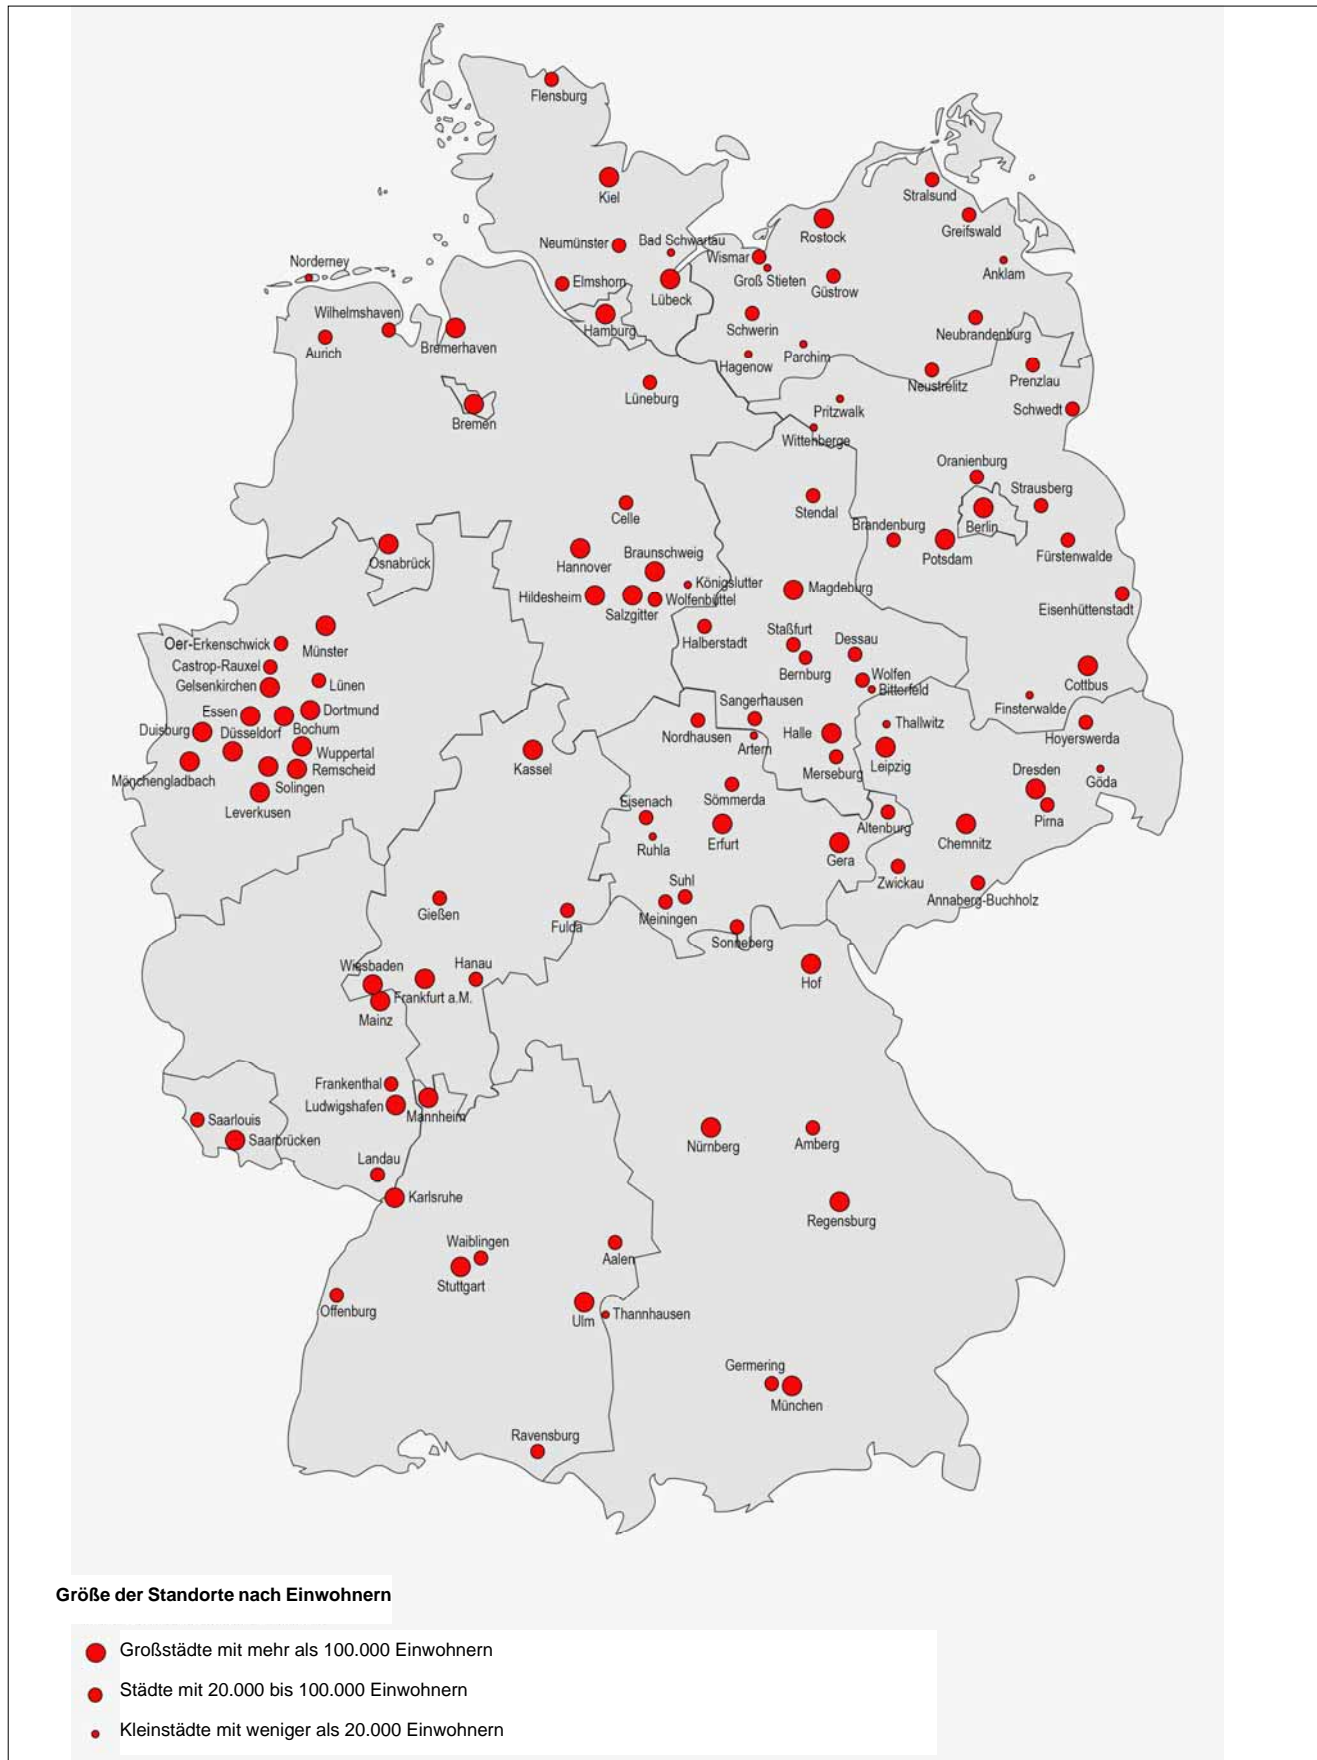 Flensburg
Kiel
Stralsund
Greifswald
Rostock
Neumünster
Bad Schwartau
Wismar
Groß Stieten
Anklam
Norderney
Elmshorn
Lübeck
Güstrow
Wilhelmshaven
Hamburg
Schwerin
Neubrandenburg
Aurich
Bremerhaven
Hagenow
Parchim
Neustrelitz
Prenzlau
Lüneburg
Pritzwalk
Schwedt
Bremen
Wittenberge
Oranienburg
Strausberg
Celle
Stendal
Brandenburg
Berlin
Potsdam
Fürstenwalde
Osnabrück
Hannover
Braunschweig
Königslutter
Magdeburg
Hildesheim
Salzgitter
Wolfenbüttel
Eisenhüttenstadt
Oer-Erkenschwick
Münster
Halberstadt
Staßfurt
Dessau
Castrop-Rauxel
Bernburg
Wolfen
Gelsenkirchen
Lünen
Bitterfeld
Cottbus
Sangerhausen
Finsterwalde
Essen
Dortmund
Duisburg
Düsseldorf
Bochum
Nordhausen
Artern
Halle
Thallwitz
Hoyerswerda
Wuppertal
Kassel
Merseburg
Leipzig
Mönchengladbach
Remscheid
Dresden
Göda
Solingen
Sömmerda
Leverkusen
Eisenach
Pirna
Ruhla
Erfurt
Altenburg
Chemnitz
Gera
Suhl
Zwickau
Annaberg-Buchholz
Gießen
Fulda
Meiningen
Sonneberg
Wiesbaden
Hanau
Hof
Frankfurt a.M.
Mainz
Frankenthal
Ludwigshafen
Mannheim
Saarlouis
Saarbrücken
Nürnberg
Amberg
Landau
Karlsruhe
Regensburg
Waiblingen
Aalen
Stuttgart
Offenburg
Ulm
Thannhausen
Germering
München
Ravensburg
Größe der Standorte nach Einwohnern
Großstädte mit mehr als 100.000 Einwohnern
Städte mit 20.000 bis 100.000 Einwohnern
Kleinstädte mit weniger als 20.000 Einwohnern